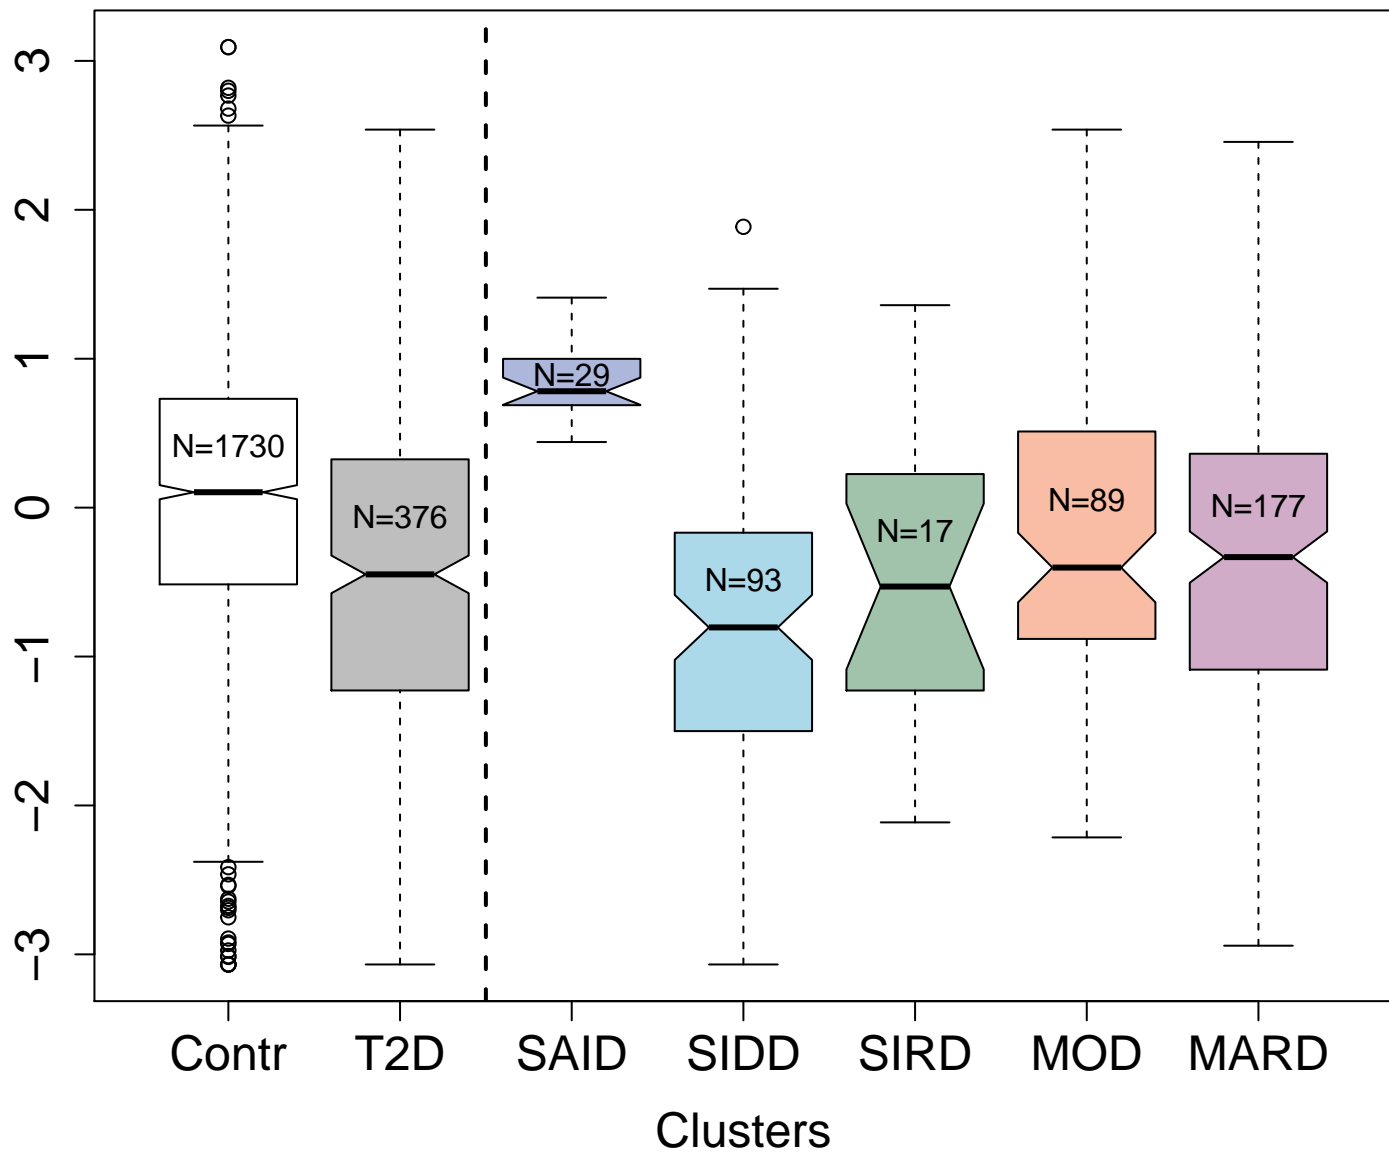 3
2
1
0
−1
−2
−3
N=1730
N=376
N=29
N=93
N=17
N=89
N=177
Contr T2D SAID SIDD SIRD MOD MARD
Clusters